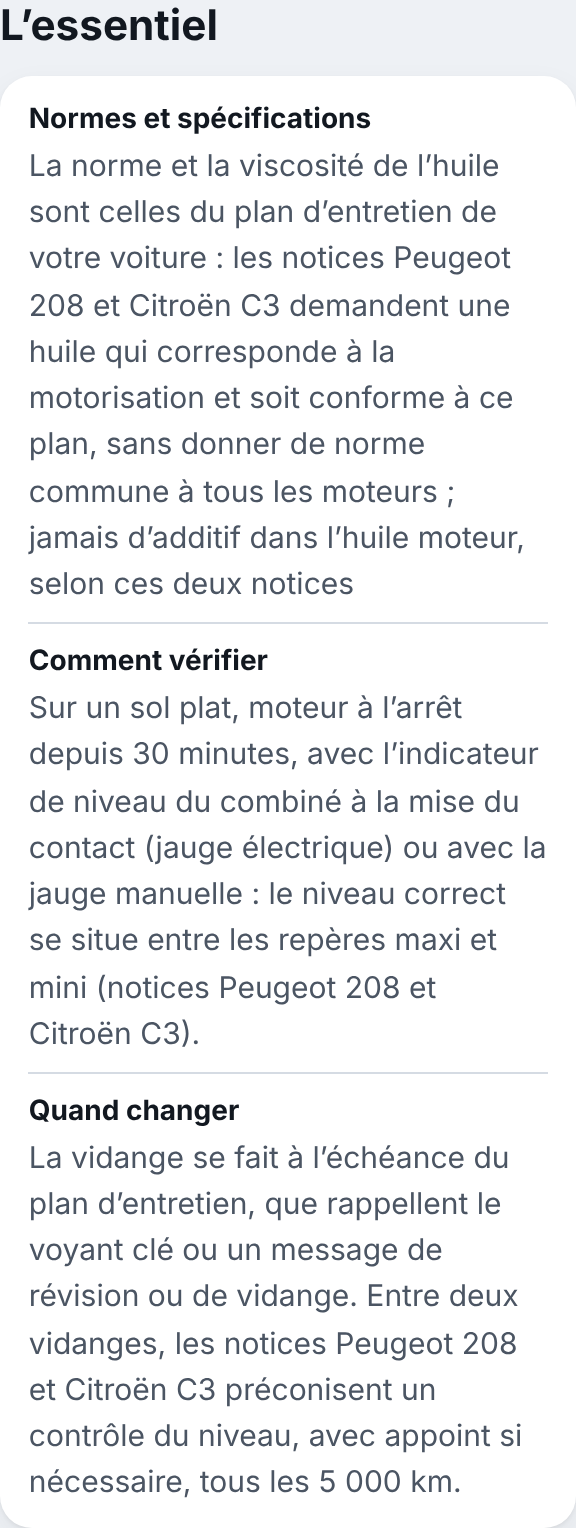 L’essentiel
Normes et spécifications
La norme et la viscosité de l’huile
sont celles du plan d’entretien de
votre voiture : les notices Peugeot
208 et Citroën C3 demandent une
huile qui corresponde à la
motorisation et soit conforme à ce
plan, sans donner de norme
commune à tous les moteurs ;
jamais d’additif dans l’huile moteur,
selon ces deux notices
Comment vérifier
Sur un sol plat, moteur à l’arrêt
depuis 30 minutes, avec l’indicateur
de niveau du combiné à la mise du
contact (jauge électrique) ou avec la
jauge manuelle : le niveau correct
se situe entre les repères maxi et
mini (notices Peugeot 208 et
Citroën C3).
Quand changer
La vidange se fait à l’échéance du
plan d’entretien, que rappellent le
voyant clé ou un message de
révision ou de vidange. Entre deux
vidanges, les notices Peugeot 208
et Citroën C3 préconisent un
contrôle du niveau, avec appoint si
nécessaire, tous les 5 000 km.